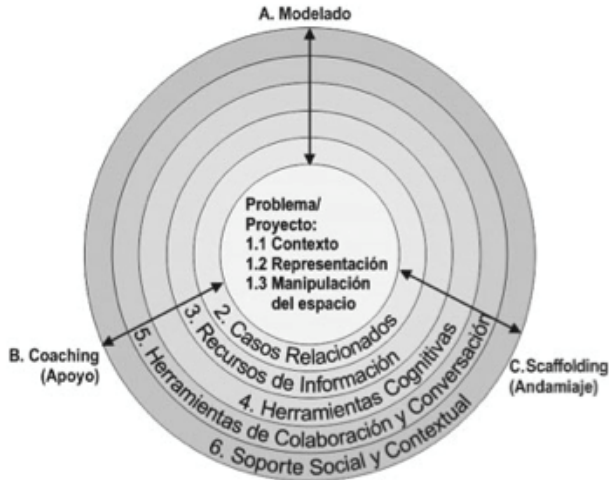 A. Modelado
Problema/
Proyecto:
1.1 Contexto
1.2 Representación
1.3 Manipulación
del espacio
2. Casos Relacionados
3. Recursos de Información
4. Herramientas Cognitivas
5. Herramientas de Colaboración y Conversación
6. Soporte Social y Contextual
B. Coaching
(Apoyo)
C. Scaffolding
(Andamiaje)